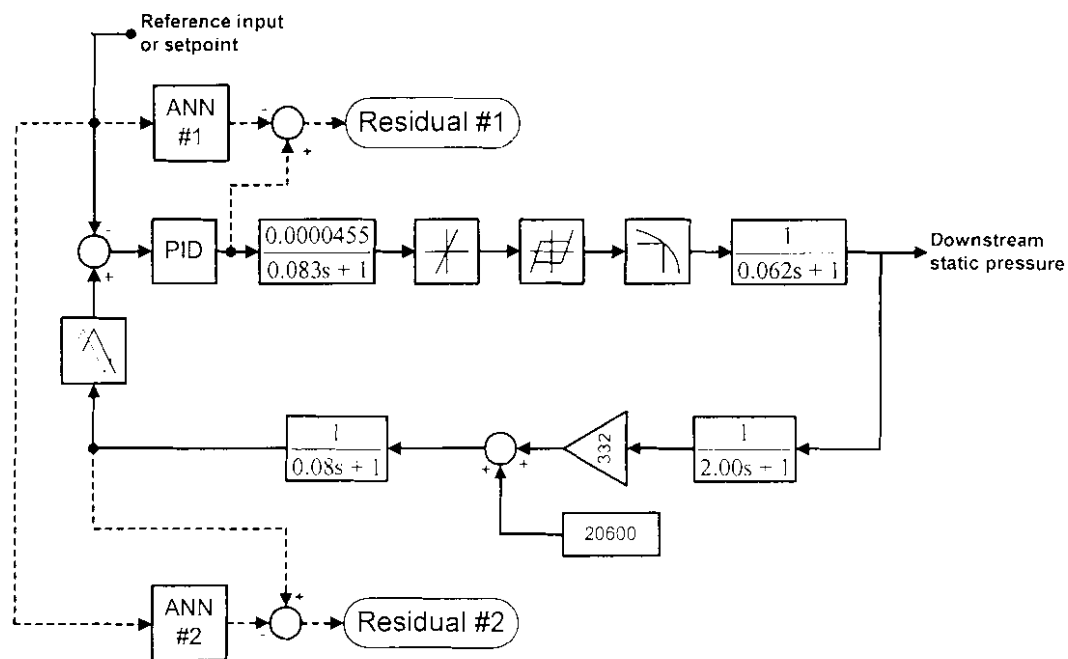 Reference input
or setpoint
ANN
#1
-
+
Residual #1
-
+
PID
0.0000455
0.083s + 1
1
0.062s + 1
Downstream
static pressure
1
0.08s + 1
+
+
332
1
2.00s + 1
20600
ANN
#2
+
-
Residual #2